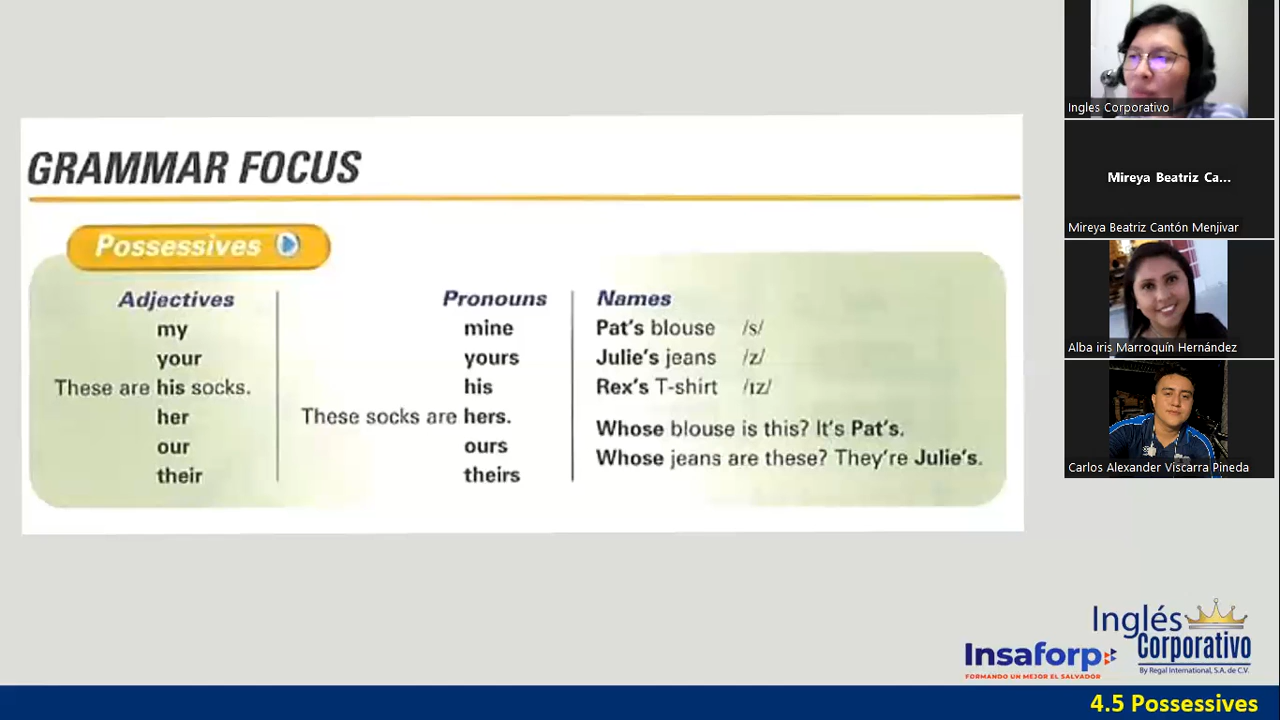 GRAMMAR FOCUS
Possessives
Adjectives
my
your
These are his socks.
her
our
their
Pronouns
mine
yours
his
These socks are hers.
ours
theirs
Names
Pat's blouse /s/
Julie's jeans /z/
Rex's T-shirt /ɪz/
Whose blouse is this? It's Pat's.
Whose jeans are these? They're Julie's.
Ingles Corporativo
Mireya Beatriz Ca...
Mireya Beatriz Cantón Menjivar
Alba iris Marroquín Hernández
Carlos Alexander Viscarra Pineda
Insaforp
FORMANDO UN MEJOR EL SALVADOR
Inglés
Corporativo
By Regal International, S.A. de C.V.
4.5 Possessives